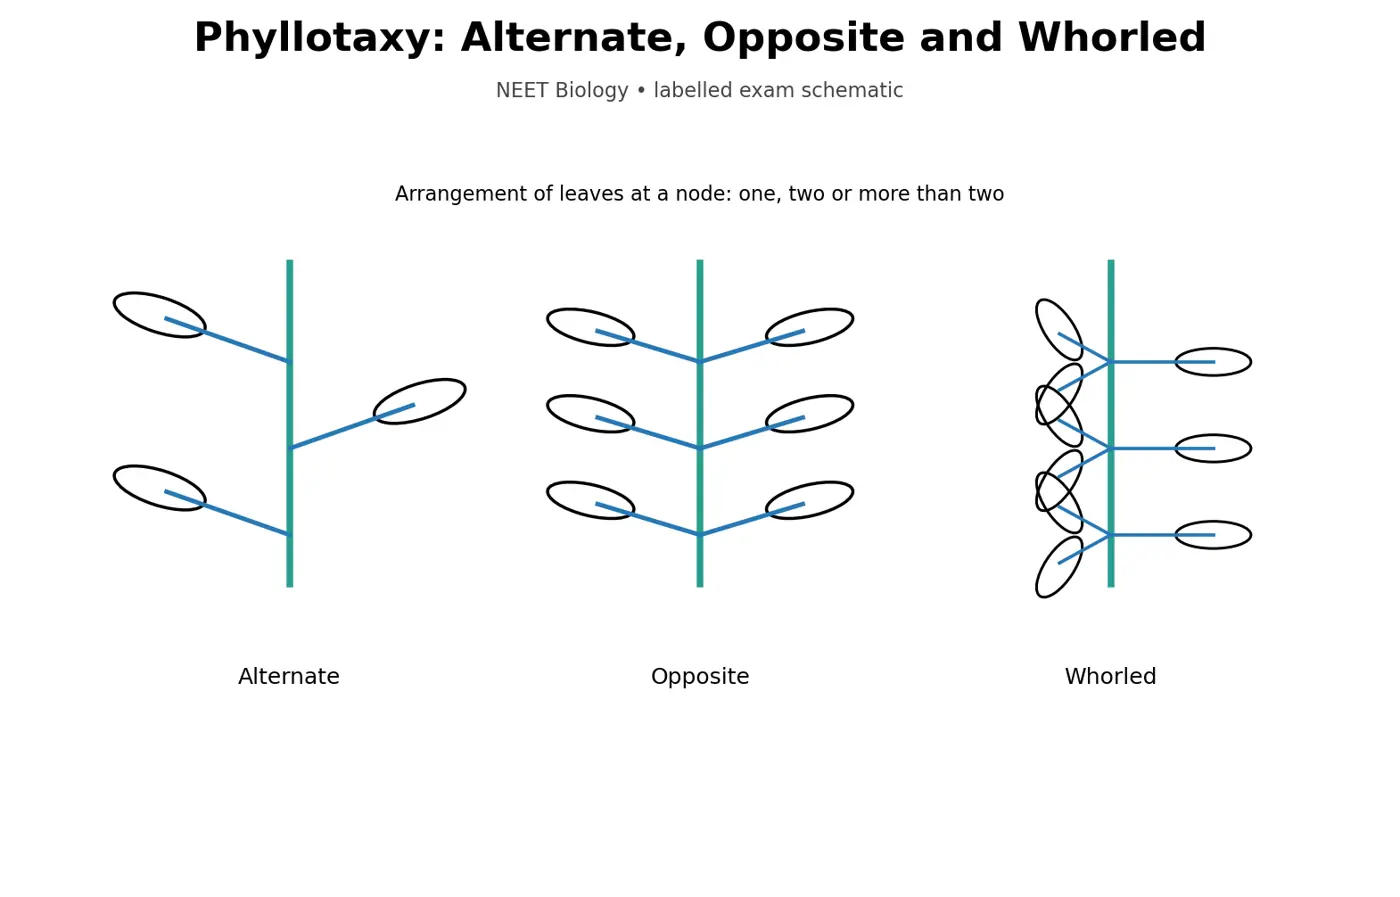 Phyllotaxy: Alternate, Opposite and Whorled
NEET Biology • labelled exam schematic
Arrangement of leaves at a node: one, two or more than two
Alternate
Opposite
Whorled